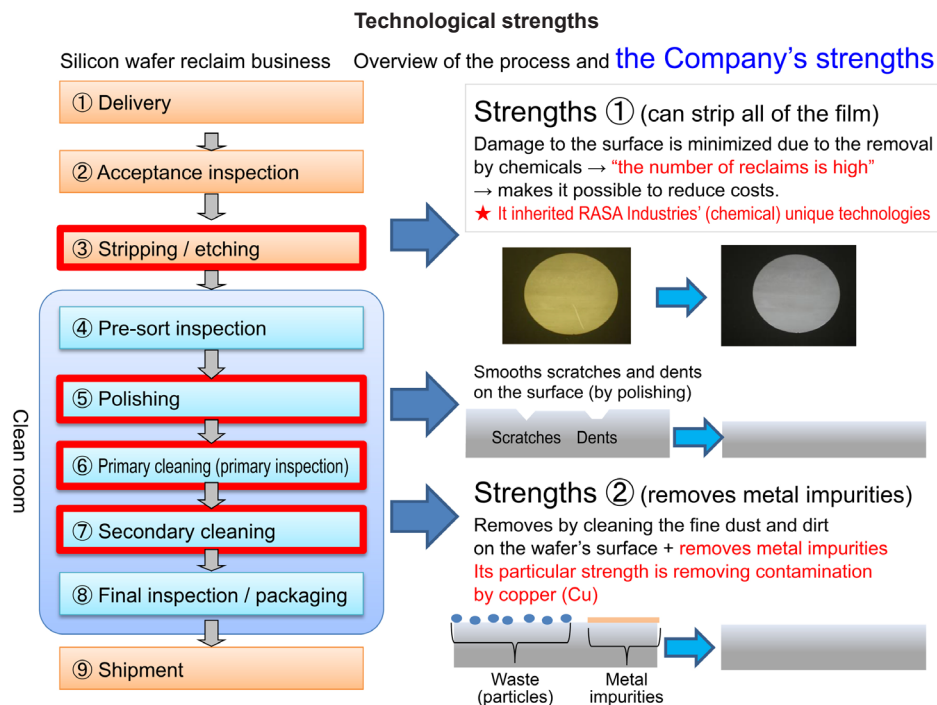 Technological strengths
Silicon wafer reclaim business
Overview of the process and the Company's strengths
① Delivery
② Acceptance inspection
③ Stripping / etching
Clean room
④ Pre-sort inspection
⑤ Polishing
⑥ Primary cleaning (primary inspection)
⑦ Secondary cleaning
⑧ Final inspection / packaging
⑨ Shipment
Strengths ① (can strip all of the film)
Damage to the surface is minimized due to the removal
by chemicals → “the number of reclaims is high”
→ makes it possible to reduce costs.
★ It inherited RASA Industries’ (chemical) unique technologies
Smooths scratches and dents
on the surface (by polishing)
Scratches
Dents
Strengths ② (removes metal impurities)
Removes by cleaning the fine dust and dirt
on the wafer’s surface + removes metal impurities
Its particular strength is removing contamination
by copper (Cu)
Waste
(particles)
Metal
impurities